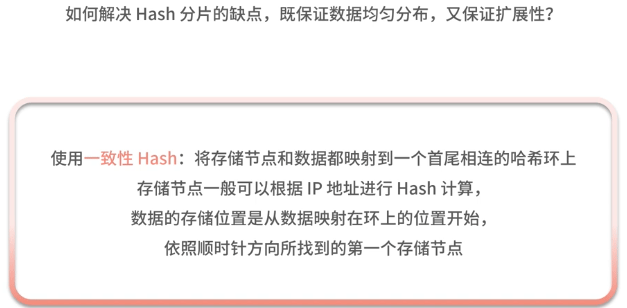 如何解决 Hash 分片的缺点，既保证数据均匀分布，又保证扩展性？
使用一致性 Hash：将存储节点和数据都映射到一个首尾相连的哈希环上
存储节点一般可以根据 IP 地址进行 Hash 计算，
数据的存储位置是从数据映射在环上的位置开始，
依照顺时针方向所找到的第一个存储节点